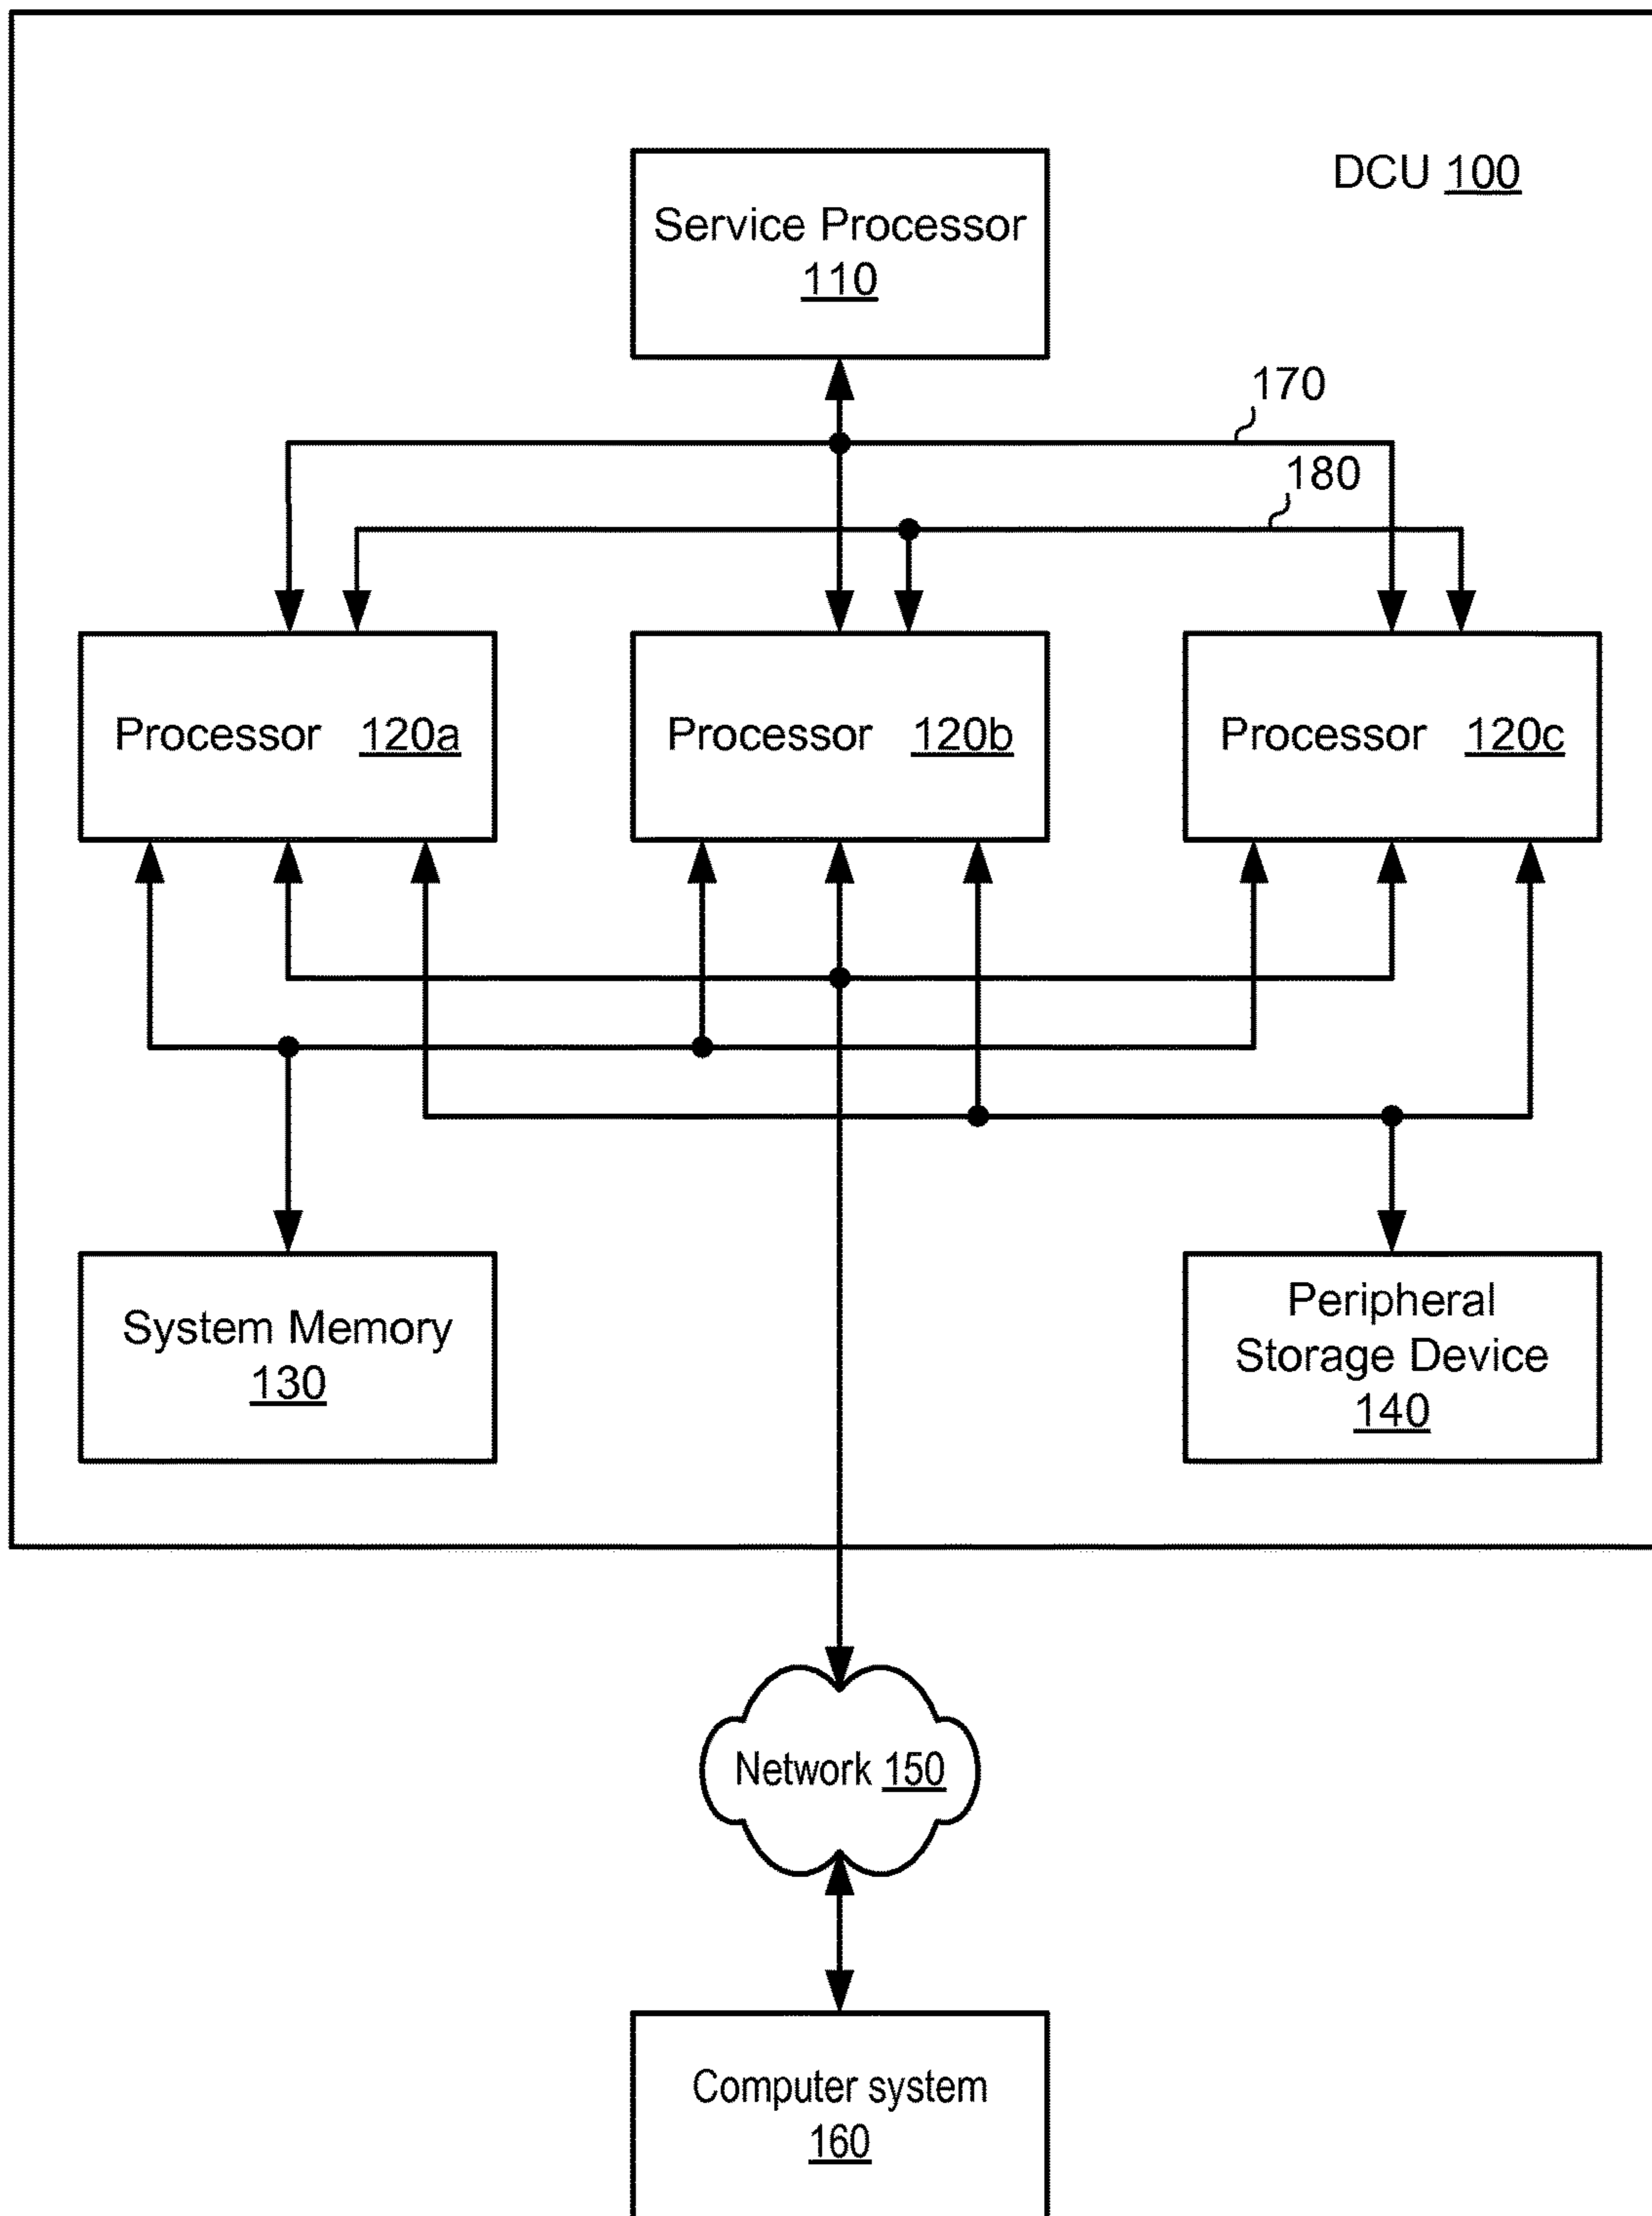 DCU 100
Service Processor
110
170
180
Processor 120a
Processor 120b
Processor 120c
System Memory
130
Peripheral
Storage Device
140
Network 150
Computer system
160